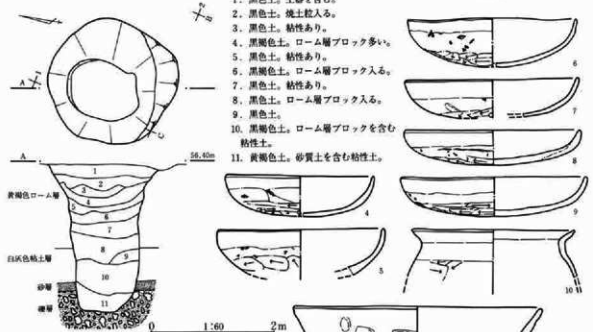 2. 黒色土。焼土粒入る。
3. 黒色土。粘性あり。
4. 黒褐色土。ローム層ブロック多い。
5. 黒色土。粘性あり。
6. 黒褐色土。ロ－ム層ブロック入る。
7. 黒色土。粘性あり。
8. 黒色土。ローム層ブロック入る。
9. 黒色土。
10. 黒褐色土。ロームブロックを含む
粘性土。
11. 黄褐色土。砂質土を含む粘性土。
A
A
56.40m
黄褐色ローム層
白灰色粘土層
砂層
礫層
1
2
3
4
5
6
7
8
9
10
11
0 1:60 2m
4
5
6
7
8
9
10